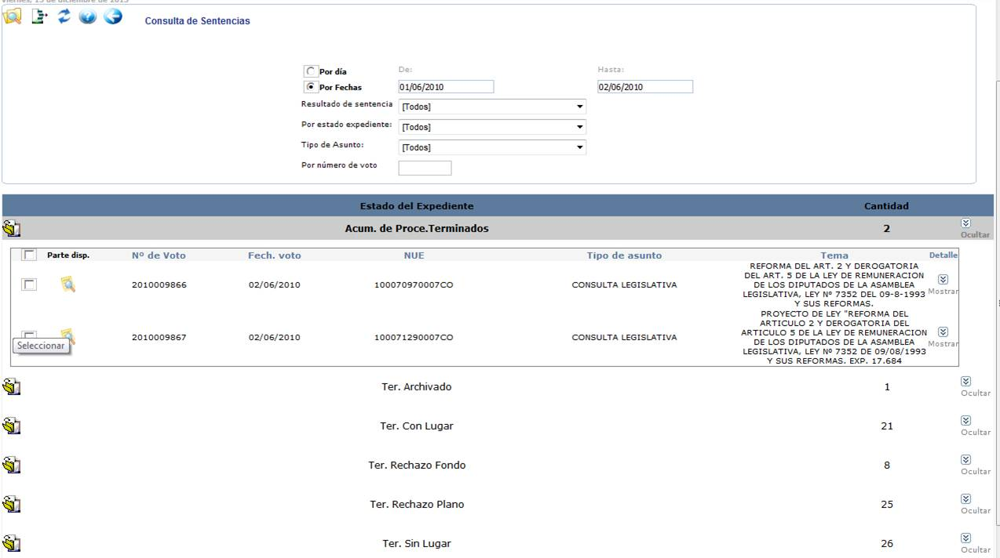 Viernes, 13 de diciembre de 2013
Consulta de Sentencias
Por día De: Hasta:
Por Fechas 01/06/2010 02/06/2010
Resultado de sentencia [Todos]
Por estado expediente: [Todos]
Tipo de Asunto: [Todos]
Por número de voto
Estado del Expediente Cantidad
Acum. de Proce.Terminados 2 Ocultar
Parte disp. Nº de Voto Fech. voto NUE Tipo de asunto Tema Detalle
2010009866 02/06/2010 100070970007CO CONSULTA LEGISLATIVA
REFORMA DEL ART. 2 Y DEROGATORIA
DEL ART. 5 DE LA LEY DE REMUNERACION
DE LOS DIPUTADOS DE LA ASAMBLEA
LEGISLATIVA, LEY Nº 7352 DEL 09-8-1993
Y SUS REFORMAS.
Mostrar
2010009867 02/06/2010 100071290007CO CONSULTA LEGISLATIVA
PROYECTO DE LEY "REFORMA DEL
ARTICULO 2 Y DEROGATORIA DEL
ARTICULO 5 DE LA LEY DE REMUNERACION
DE LOS DIPUTADOS DE LA ASAMBLEA
LEGISLATIVA, LEY Nº 7352 DE 09/08/1993
Y SUS REFORMAS. EXP. 17.684
Mostrar
Seleccionar
Ter. Archivado 1 Ocultar
Ter. Con Lugar 21 Ocultar
Ter. Rechazo Fondo 8 Ocultar
Ter. Rechazo Plano 25 Ocultar
Ter. Sin Lugar 26 Ocultar